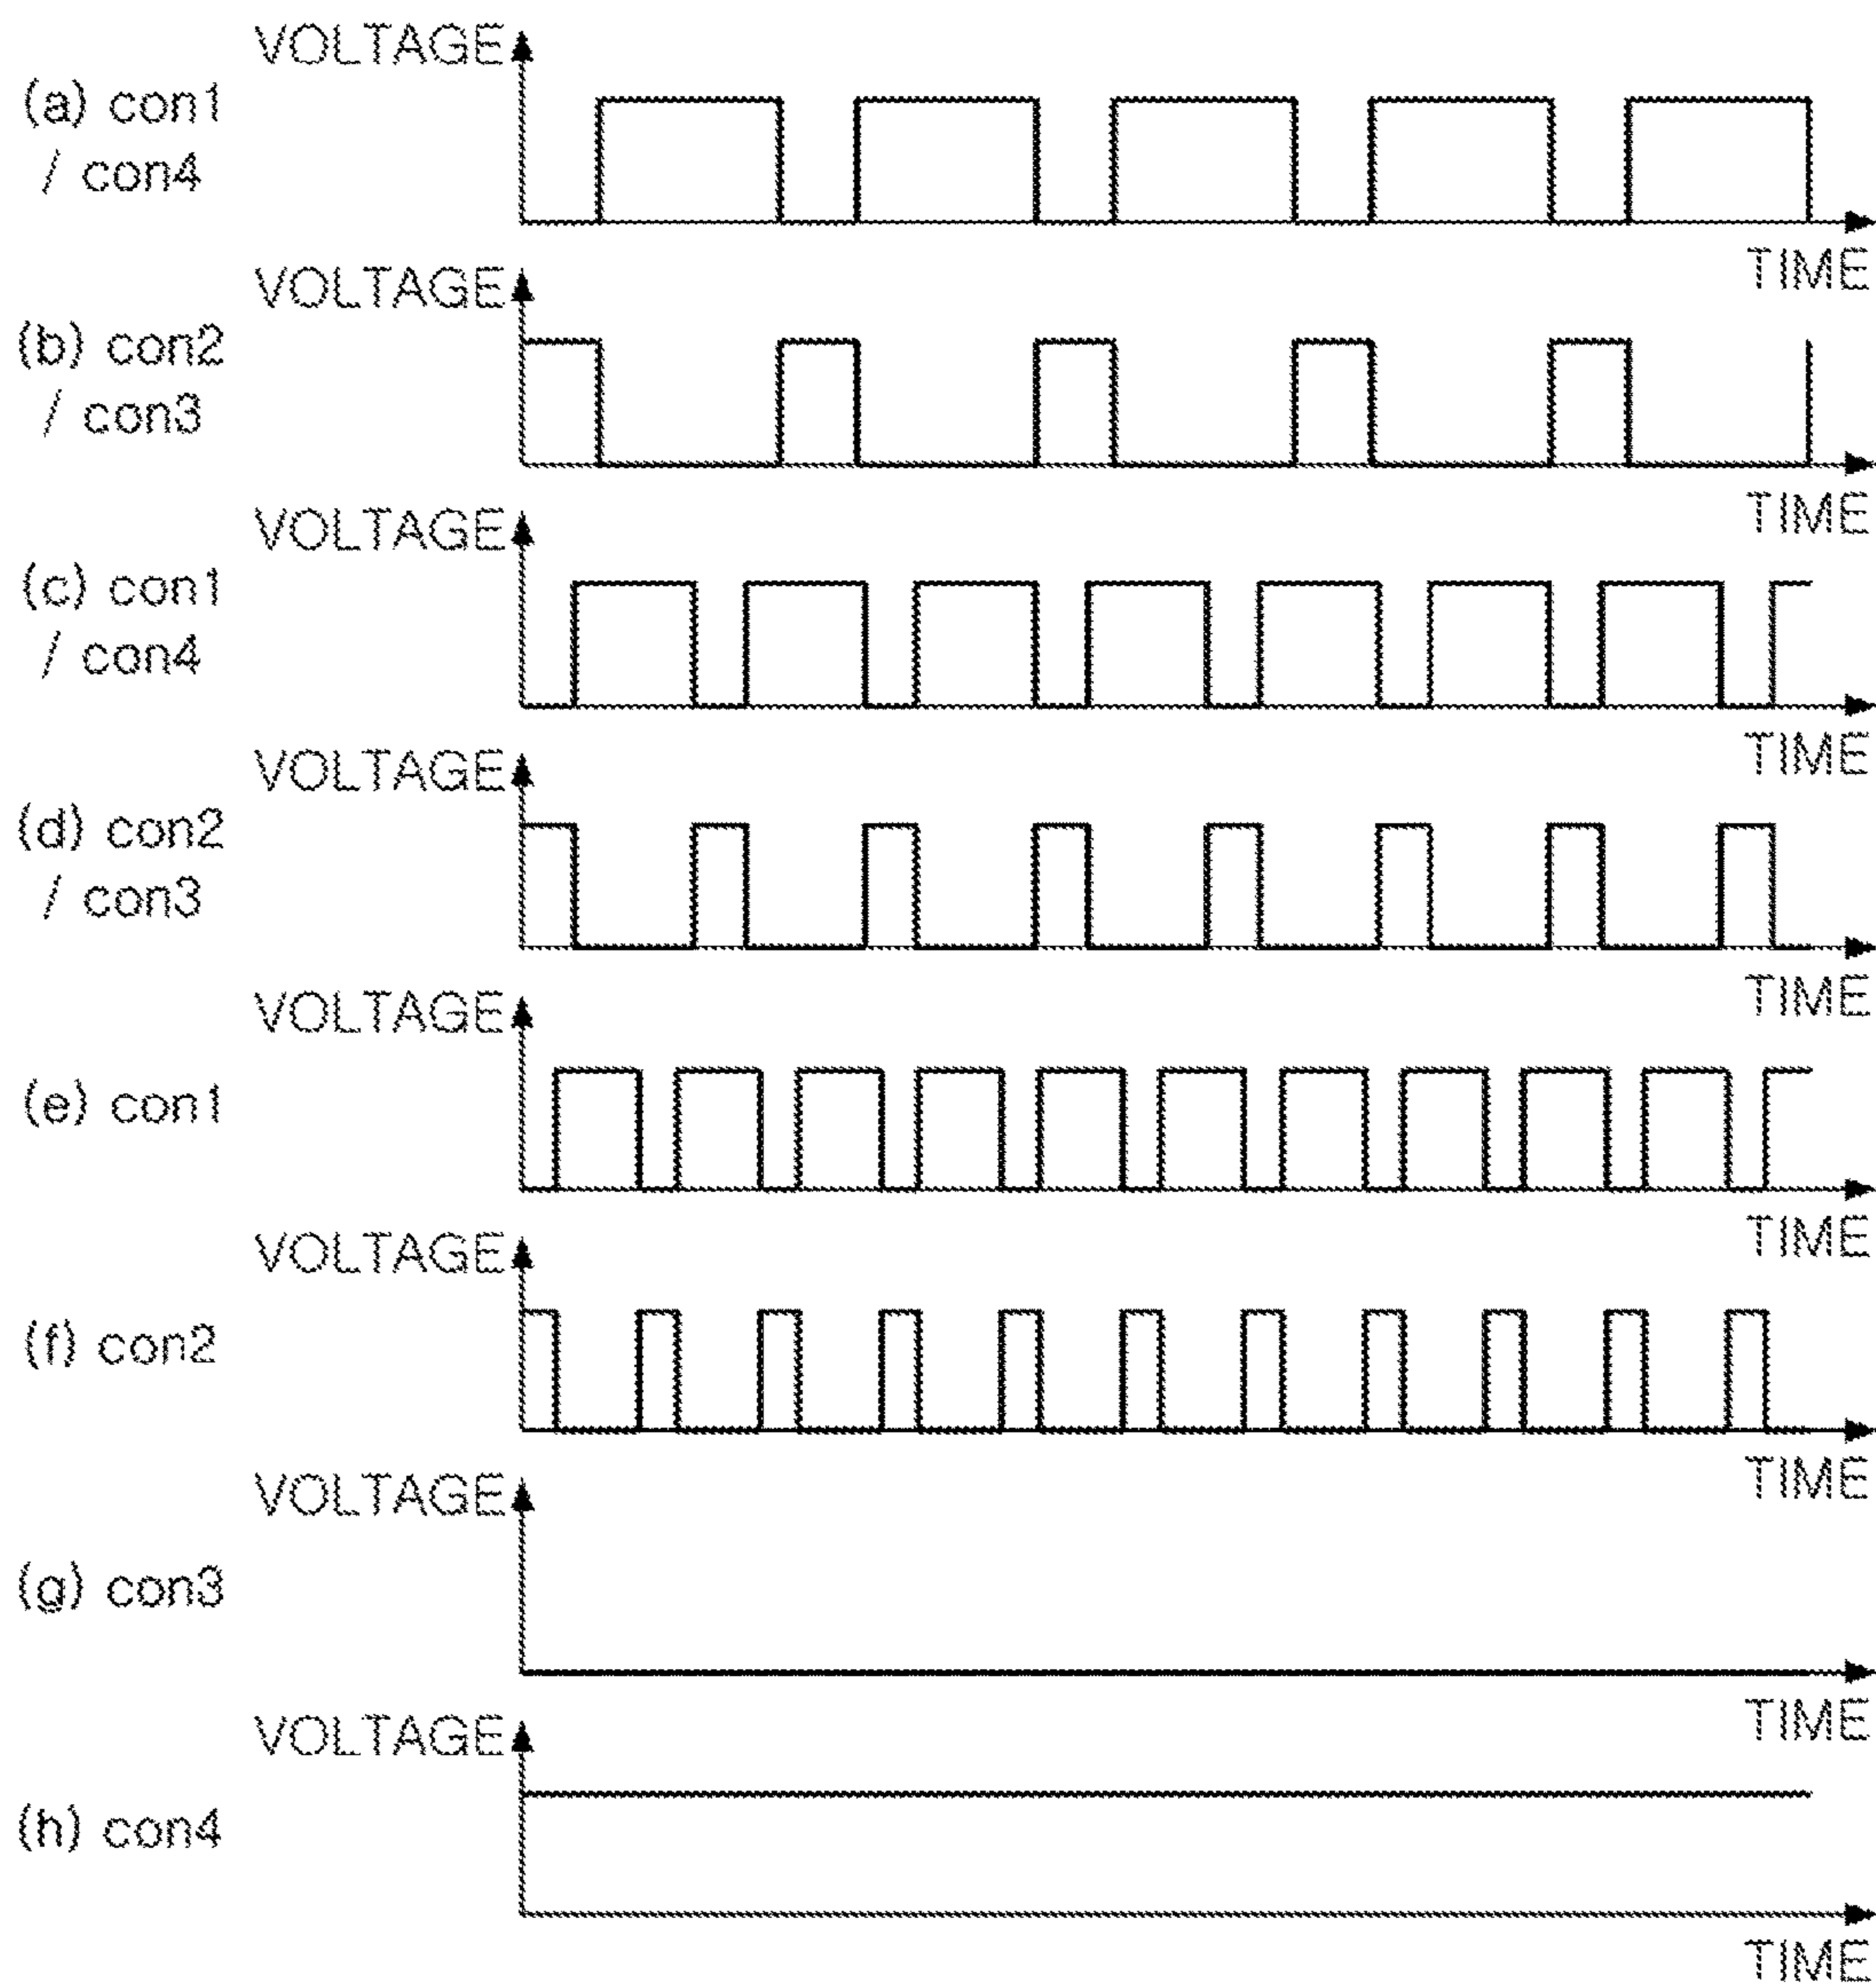 VOLTAGE
(a) con1
/ con4
TIME
VOLTAGE
(b) con2
/ con3
TIME
VOLTAGE
(c) con1
/ con4
TIME
VOLTAGE
(d) con2
/ con3
TIME
VOLTAGE
(e) con1
TIME
VOLTAGE
(f) con2
TIME
VOLTAGE
(g) con3
TIME
VOLTAGE
(h) con4
TIME